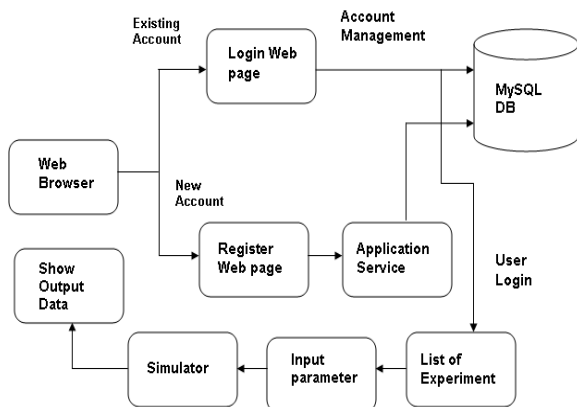 Existing
Account
Login Web
page
Account
Management
MySQL
DB
Web
Browser
New
Account
Register
Web page
Application
Service
User
Login
Show
Output
Data
Simulator
Input
parameter
List of
Experiment